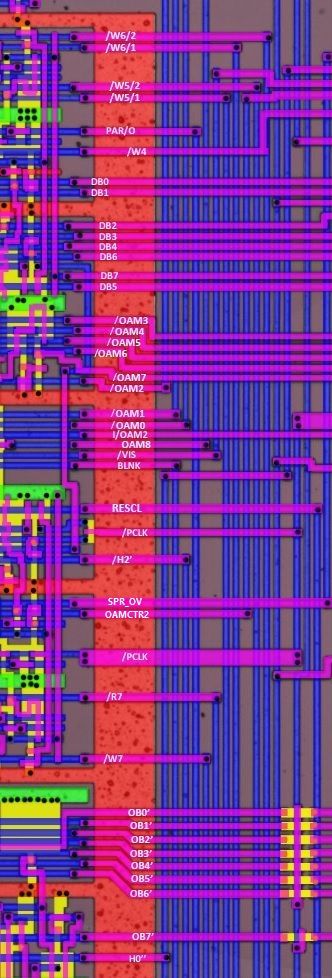 /W6/2
/W6/1
/W5/2
/W5/1
PAR/O
/W4
DB0
DB1
DB2
DB3
DB4
DB6
DB7
DB5
/OAM3
/OAM4
/OAM5
/OAM6
/OAM7
/OAM2
/OAM1
/OAM0
I/OAM2
OAM8
/VIS
BLNK
RESCL
/PCLK
/H2'
SPR_OV
OAMCTR2
/PCLK
/R7
/W7
OB0'
OB1'
OB2'
OB3'
OB4'
OB5'
OB6'
OB7'
H0''